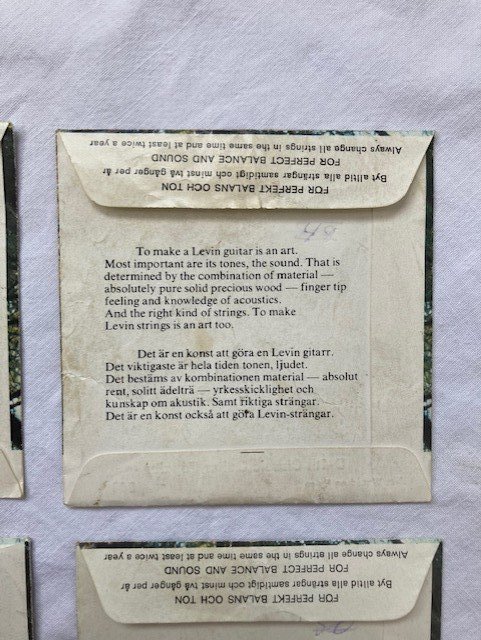 FÖR PERFEKT BALANS OCH TON
Byt alltid alla strängar samtidigt och minst två gånger per år
FOR PERFECT BALANCE AND SOUND
Always change all strings in the same time and at least twice a year
To make a Levin guitar is an art.
Most important are its tones, the sound. That is
determined by the combination of material —
absolutely pure solid precious wood — finger tip
feeling and knowledge of acoustics.
And the right kind of strings. To make
Levin strings is an art too.
Det är en konst att göra en Levin gitarr.
Det viktigaste är hela tiden tonen, ljudet.
Det bestäms av kombinationen material — absolut
rent, solitt ädelträ — yrkesskicklighet och
kunskap om akustik. Samt riktiga strängar.
Det är en konst också att göra Levin-strängar.
FÖR PERFEKT BALANS OCH TON
Byt alltid alla strängar samtidigt och minst två gånger per år
FOR PERFECT BALANCE AND SOUND
Always change all strings in the same time and at least twice a year